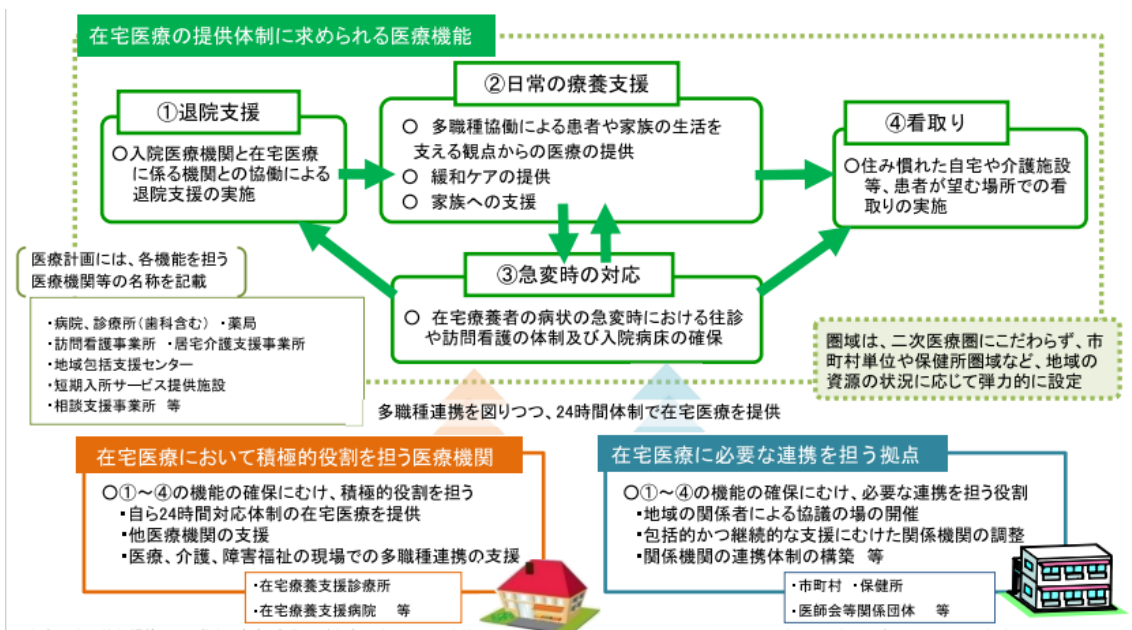 在宅医療の提供体制に求められる医療機能
①退院支援
○入院医療機関と在宅医療
に係る機関との協働による
退院支援の実施
②日常の療養支援
○ 多職種協働による患者や家族の生活を
支える観点からの医療の提供
○ 緩和ケアの提供
○ 家族への支援
④看取り
○住み慣れた自宅や介護施設
等、患者が望む場所での看
取りの実施
③急変時の対応
○ 在宅療養者の病状の急変時における往診
や訪問看護の体制及び入院病床の確保
医療計画には、各機能を担う
医療機関等の名称を記載
・病院、診療所(歯科含む) ・薬局
・訪問看護事業所 ・居宅介護支援事業所
・地域包括支援センター
・短期入所サービス提供施設
・相談支援事業所 等
圏域は、二次医療圏にこだわらず、市
町村単位や保健所圏域など、地域の
資源の状況に応じて弾力的に設定
多職種連携を図りつつ、24時間体制で在宅医療を提供
在宅医療において積極的役割を担う医療機関
○①～④の機能の確保にむけ、積極的役割を担う
・自ら24時間対応体制の在宅医療を提供
・他医療機関の支援
・医療、介護、障害福祉の現場での多職種連携の支援
・在宅療養支援診療所
・在宅療養支援病院 等
在宅医療に必要な連携を担う拠点
○①～④の機能の確保にむけ、必要な連携を担う役割
・地域の関係者による協議の場の開催
・包括的かつ継続的な支援にむけた関係機関の調整
・関係機関の連携体制の構築 等
・市町村 ・保健所
・医師会等関係団体 等